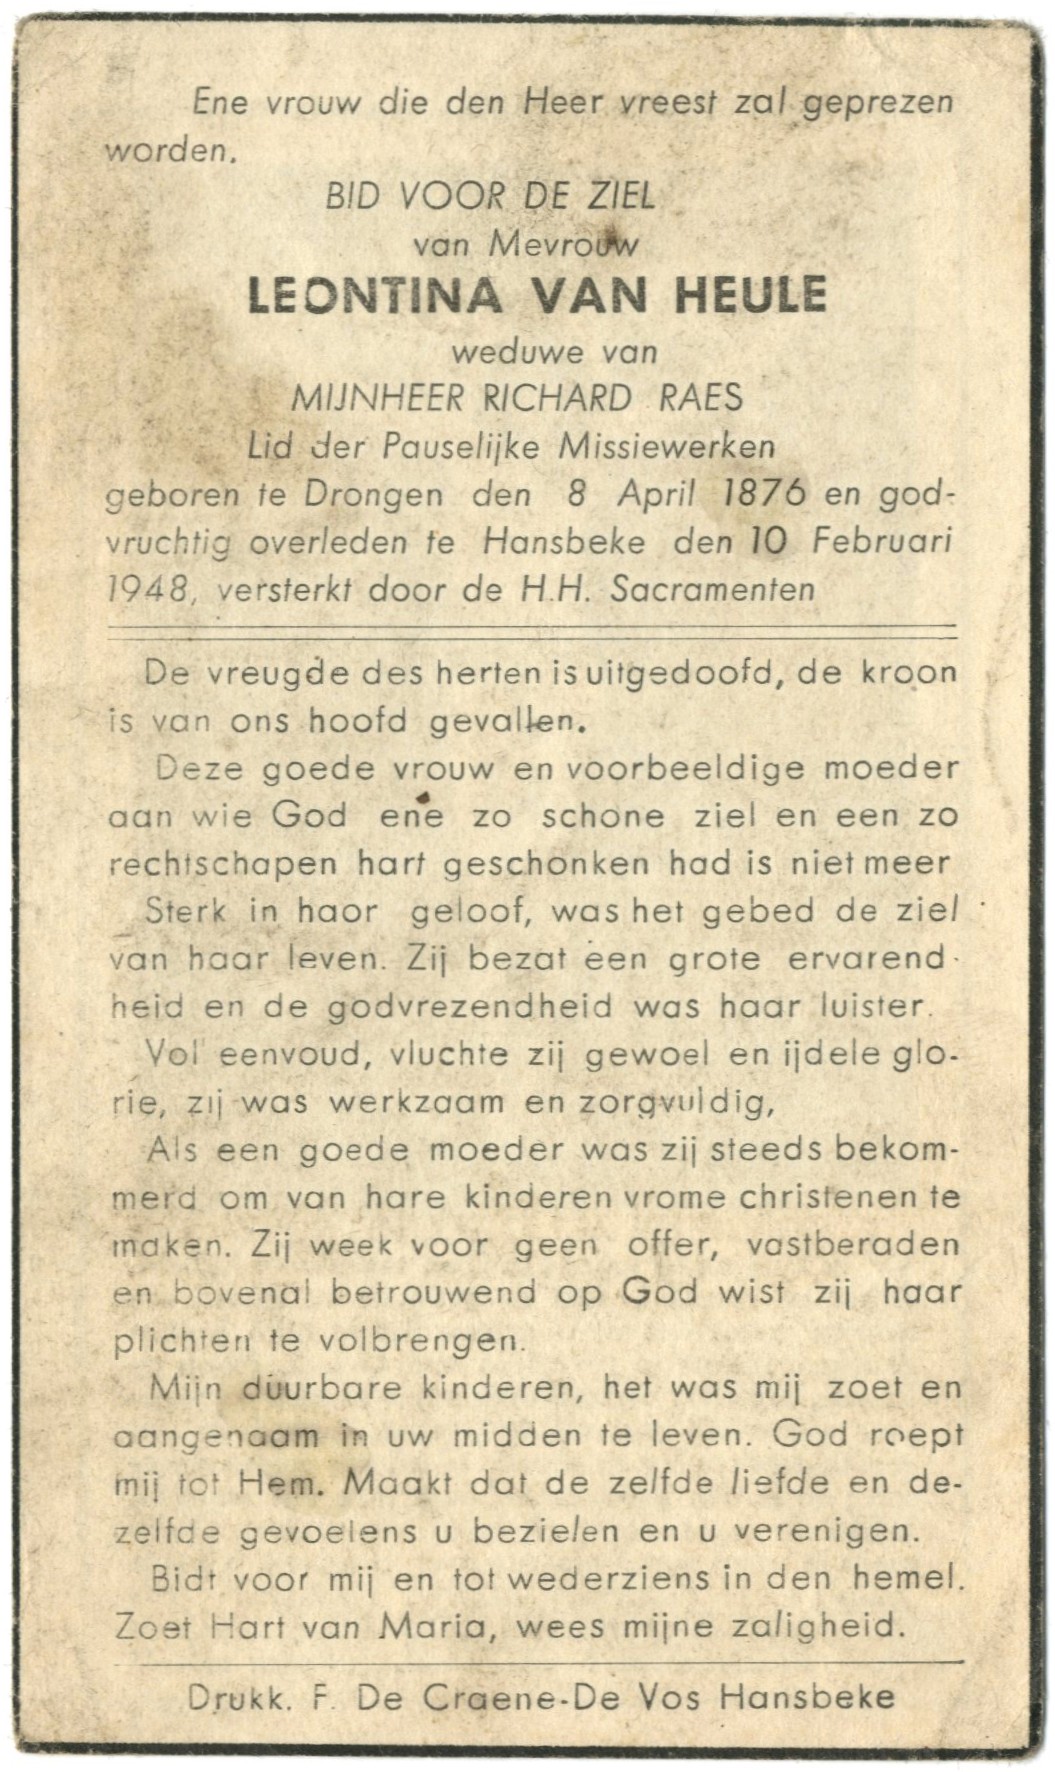 Ene vrouw die den Heer vreest zal geprezen
worden.
BID VOOR DE ZIEL
van Mevrouw
LEONTINA VAN HEULE
weduwe van
MIJNHEER RICHARD RAES
Lid der Pauselijke Missiewerken
geboren te Drongen den 8 April 1876 en god-
vruchtig overleden te Hansbeke den 10 Februari
1948, versterkt door de H.H. Sacramenten
De vreugde des herten is uitgedoofd, de kroon
is van ons hoofd gevallen.
Deze goede vrouw en voorbeeldige moeder
aan wie God ene zo schone ziel en een zo
rechtschapen hart geschonken had is niet meer
Sterk in haor geloof, was het gebed de ziel
van haar leven. Zij bezat een grote ervarend-
heid en de godvrezendheid was haar luister.
Vol eenvoud, vluchte zij gewoel en ijdele glo-
rie, zij was werkzaam en zorgvuldig,
Als een goede moeder was zij steeds bekom-
merd om van hare kinderen vrome christenen te
maken. Zij week voor geen offer, vastberaden
en bovenal betrouwend op God wist zij haar
plichten te volbrengen.
Mijn duurbare kinderen, het was mij zoet en
aangenaam in uw midden te leven. God roept
mij tot Hem. Maakt dat de zelfde liefde en de-
zelfde gevoelens u bezielen en u verenigen.
Bidt voor mij en tot wederziens in den hemel.
Zoet Hart van Maria, wees mijne zaligheid.
Drukk. F. De Craene-De Vos Hansbeke